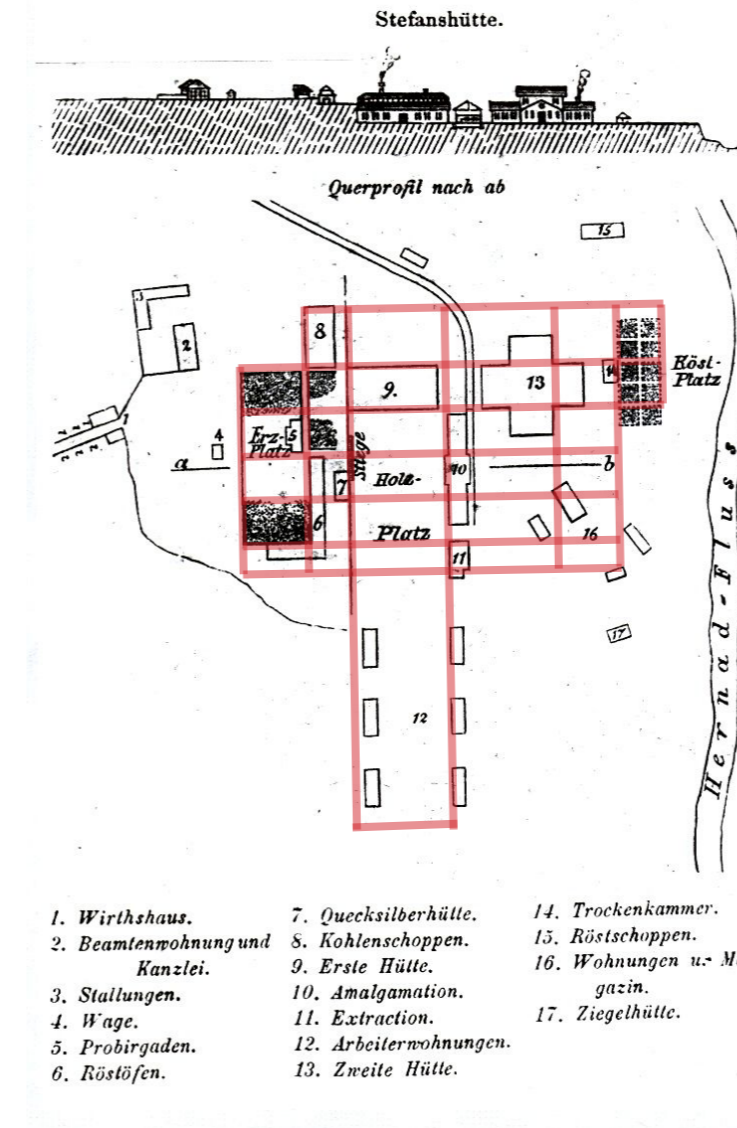 Stefanshütte.
Querprofil nach ab
15
3
2
8
9.
13
14
Röst-
Platz
1
4
Erz-
Platz
5
a
Stiege
Holz-
10
b
7
6
Platz
16
11
17
12
Hernad-Fluss
1. Wirthshaus.
2. Beamtenwohnung und
Kanzlei.
3. Stallungen.
4. Wage.
5. Probirgaden.
6. Röstöfen.
7. Quecksilberhütte.
8. Kohlenschoppen.
9. Erste Hütte.
10. Amalgamation.
11. Extraction.
12. Arbeiterwohnungen.
13. Zweite Hütte.
14. Trockenkammer.
15. Röstschoppen.
16. Wohnungen u:
gazin.
17. Ziegelhütte.